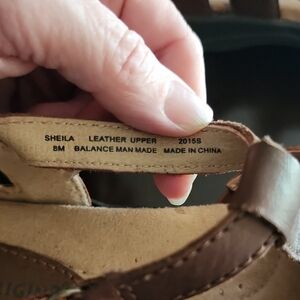 SHEILA LEATHER UPPER 2015S
8M BALANCE MAN MADE MADE IN CHINA